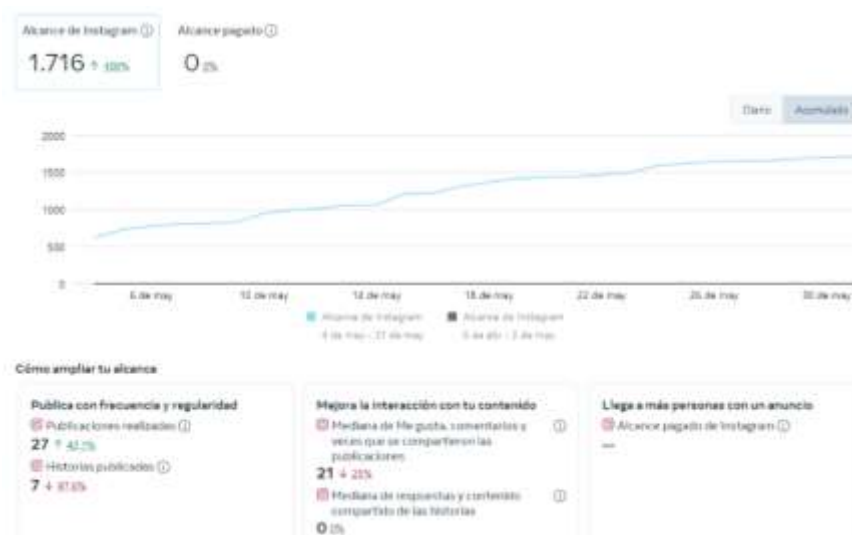 Alcance de Instagram
Alcance pagado
1.716 ↑ 100%
0 0%
Diario
Acumulado
2000
1500
1000
500
0
6 de may
10 de may
14 de may
18 de may
22 de may
26 de may
30 de may
Alcance de Instagram
Alcance de Instagram
Cómo ampliar tu alcance
Publica con frecuencia y regularidad
Publicaciones realizadas
27 ↑
Historias publicadas
7 ↓
Mejora la interacción con tu contenido
Mediana de Me gusta, comentarios y
veces que se compartieron las
publicaciones
21 ↓
Mediana de respuestas y contenido
compartido de las historias
0 0%
Llega a más personas con un anuncio
Alcance pagado de Instagram
—